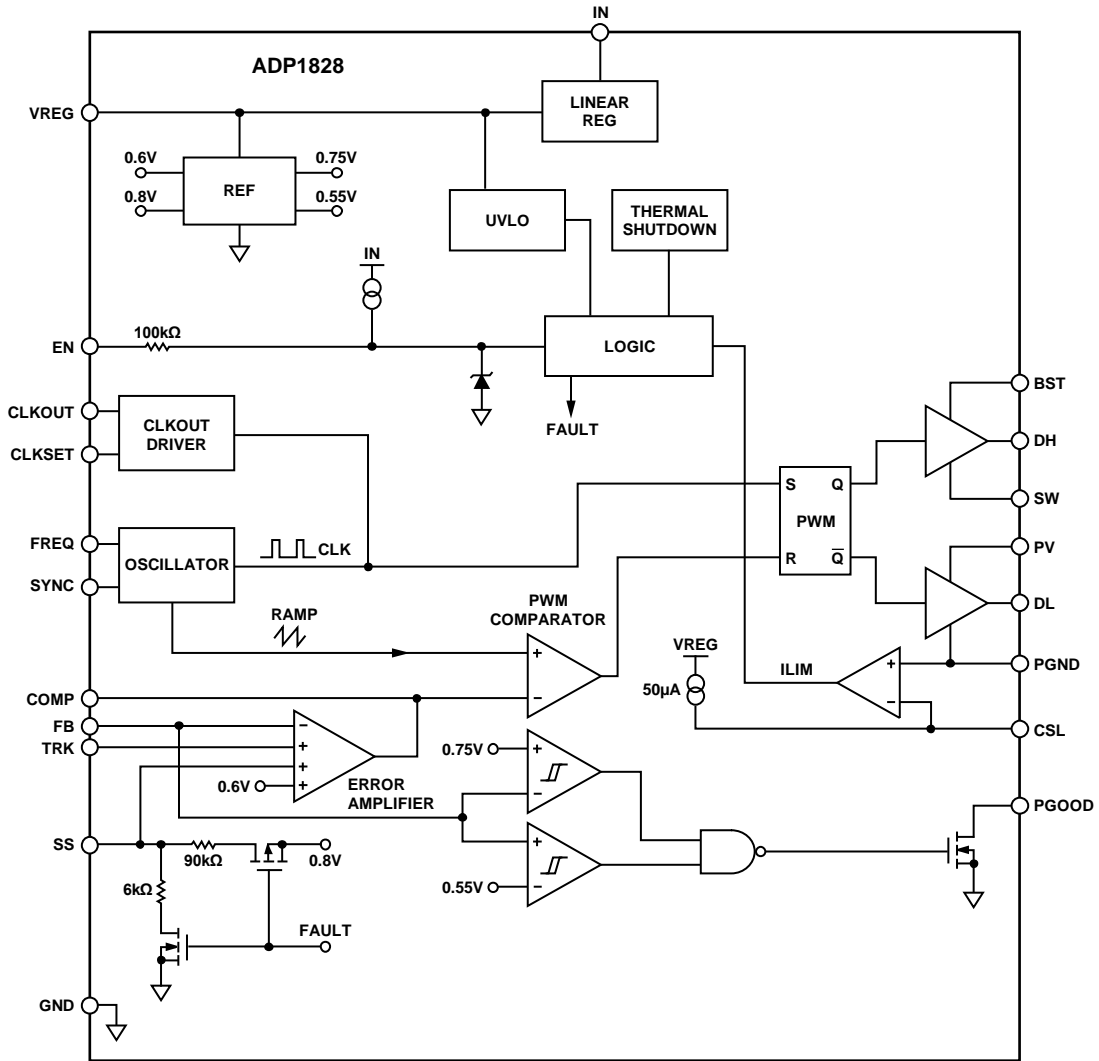 IN
ADP1828
VREG
LINEAR
REG
0.6V
0.75V
REF
0.8V
0.55V
UVLO
THERMAL
SHUTDOWN
IN
EN
100kΩ
LOGIC
FAULT
CLKOUT
CLKOUT
DRIVER
CLKSET
BST
DH
SW
S
Q
PWM
R
Q̅
FREQ
OSCILLATOR
CLK
SYNC
PV
DL
RAMP
PWM
COMPARATOR
+
−
VREG
50µA
ILIM
+
−
PGND
CSL
COMP
FB
TRK
−
+
+
+
0.6V
ERROR
AMPLIFIER
0.75V
+
−
PGOOD
SS
90kΩ
0.8V
6kΩ
+
0.55V
−
FAULT
GND